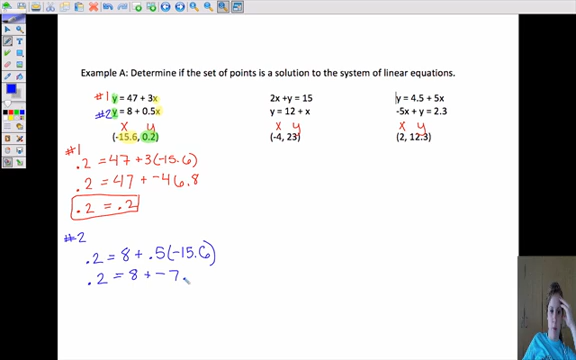 Example A: Determine if the set of points is a solution to the system of linear equations.
#1 y = 47 + 3x
#2 y = 8 + 0.5x
x y
(-15.6, 0.2)
2x +y = 15
y = 12 + x
x y
(-4, 23)
y = 4.5 + 5x
-5x + y = 2.3
x y
(2, 12.3)
#1
.2 = 47 + 3(-15.6)
.2 = 47 + -46.8
.2 = .2
#2
.2 = 8 + .5(-15.6)
.2 = 8 + -7.